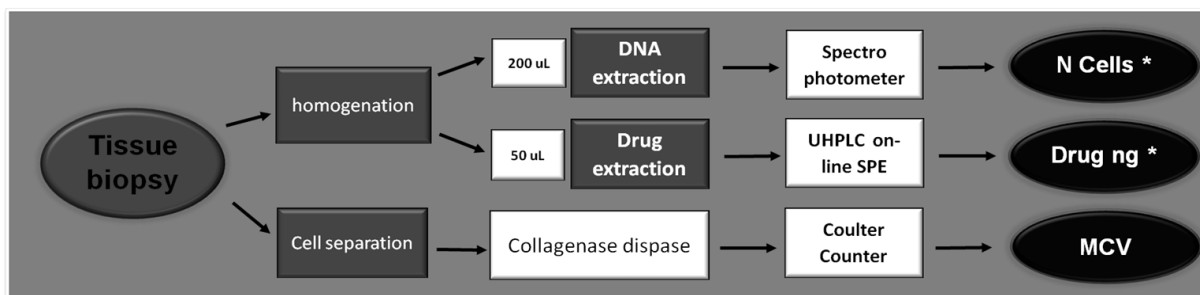 Tissue
biopsy
homogenation
200 uL
DNA
extraction
Spectro
photometer
N Cells *
50 uL
Drug
extraction
UHPLC on-
line SPE
Drug ng *
Cell separation
Collagenase dispase
Coulter
Counter
MCV